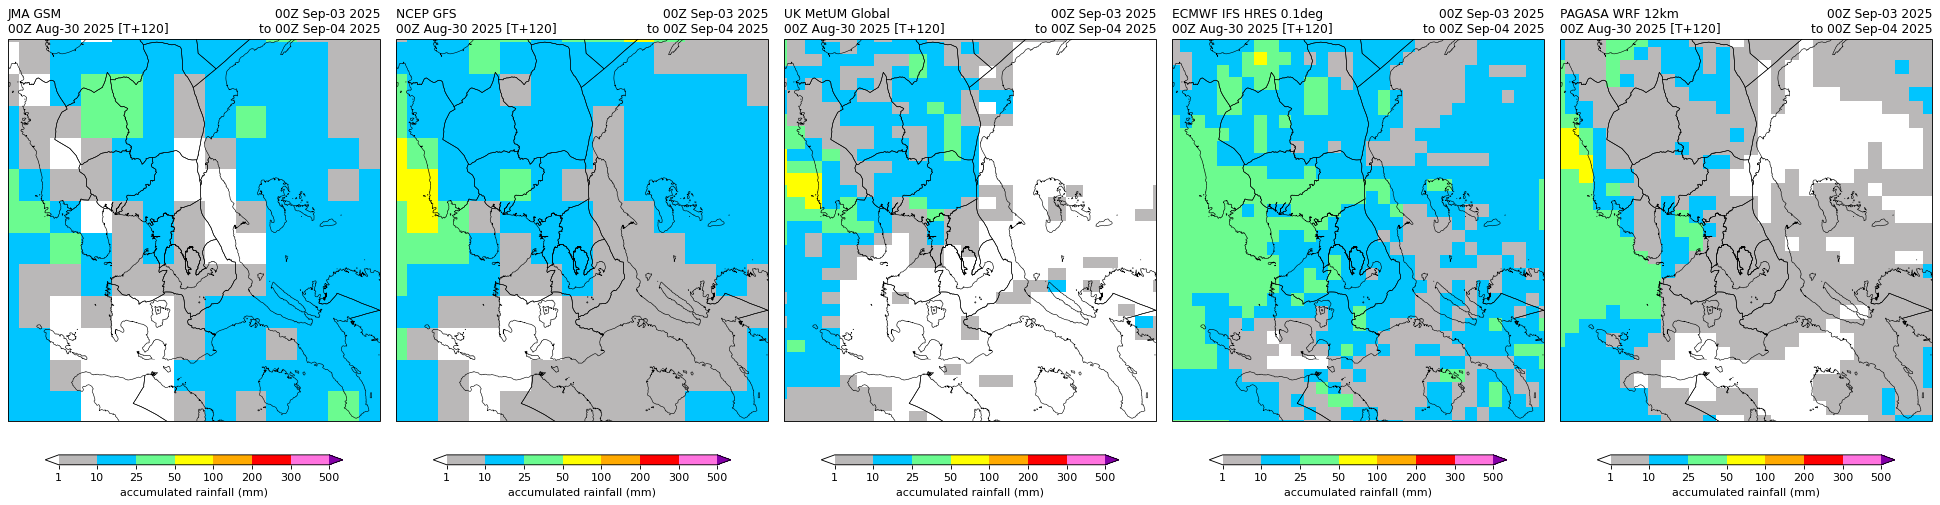 JMA GSM 00Z Sep-03 2025
00Z Aug-30 2025 [T+120] to 00Z Sep-04 2025
1 10 25 50 100 200 300 500
accumulated rainfall (mm)
NCEP GFS 00Z Sep-03 2025
00Z Aug-30 2025 [T+120] to 00Z Sep-04 2025
1 10 25 50 100 200 300 500
accumulated rainfall (mm)
UK MetUM Global 00Z Sep-03 2025
00Z Aug-30 2025 [T+120] to 00Z Sep-04 2025
1 10 25 50 100 200 300 500
accumulated rainfall (mm)
ECMWF IFS HRES 0.1deg 00Z Sep-03 2025
00Z Aug-30 2025 [T+120] to 00Z Sep-04 2025
1 10 25 50 100 200 300 500
accumulated rainfall (mm)
PAGASA WRF 12km 00Z Sep-03 2025
00Z Aug-30 2025 [T+120] to 00Z Sep-04 2025
1 10 25 50 100 200 300 500
accumulated rainfall (mm)